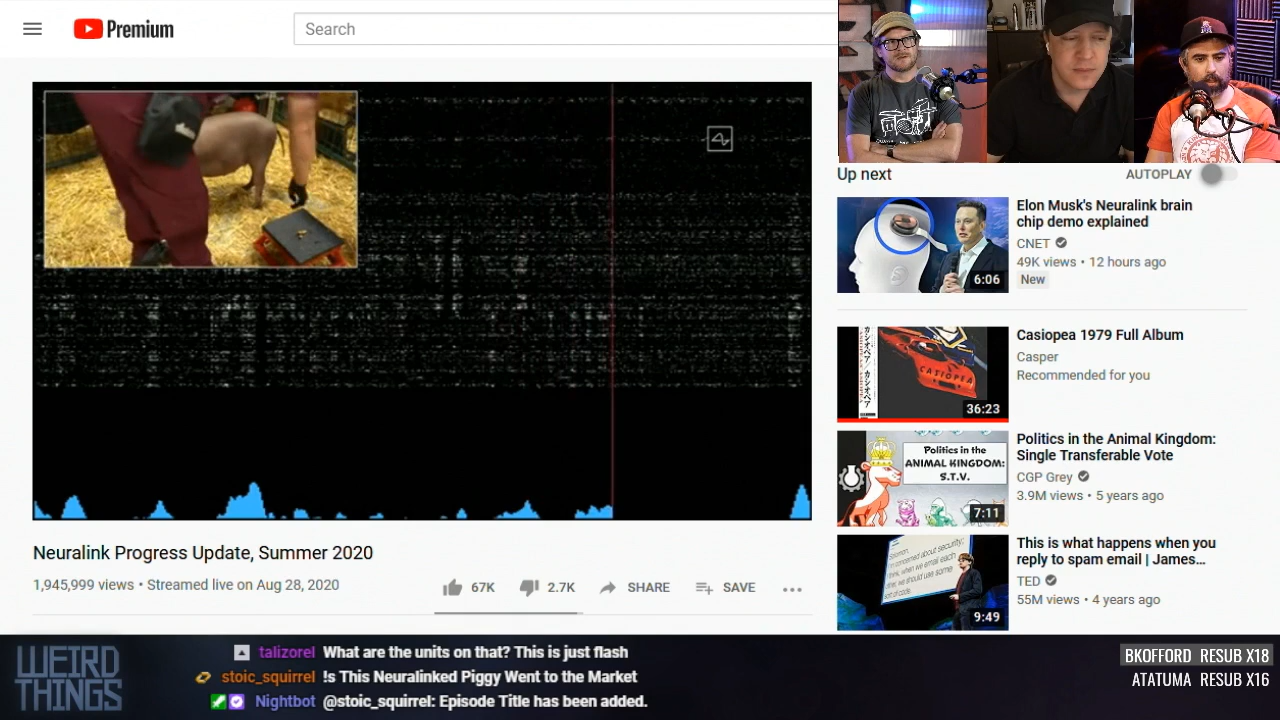 Premium
Search
Up next
AUTOPLAY
Elon Musk's Neuralink brain
chip demo explained
CNET
49K views • 12 hours ago
New
6:06
Casiopea 1979 Full Album
Casper
Recommended for you
CASIOPEA
36:23
Politics in the Animal Kingdom:
Single Transferable Vote
CGP Grey
3.9M views • 5 years ago
Politics in the
ANIMAL KINGDOM:
S.T.V.
7:11
This is what happens when you
reply to spam email | James...
TED
55M views • 4 years ago
9:49
Neuralink Progress Update, Summer 2020
1,945,999 views • Streamed live on Aug 28, 2020
67K
2.7K
SHARE
SAVE
WEIRD
THINGS
talizorel What are the units on that? This is just flash
stoic_squirrel !s This Neuralinked Piggy Went to the Market
Nightbot @stoic_squirrel: Episode Title has been added.
BKOFFORD RESUB X18
ATATUMA RESUB X16